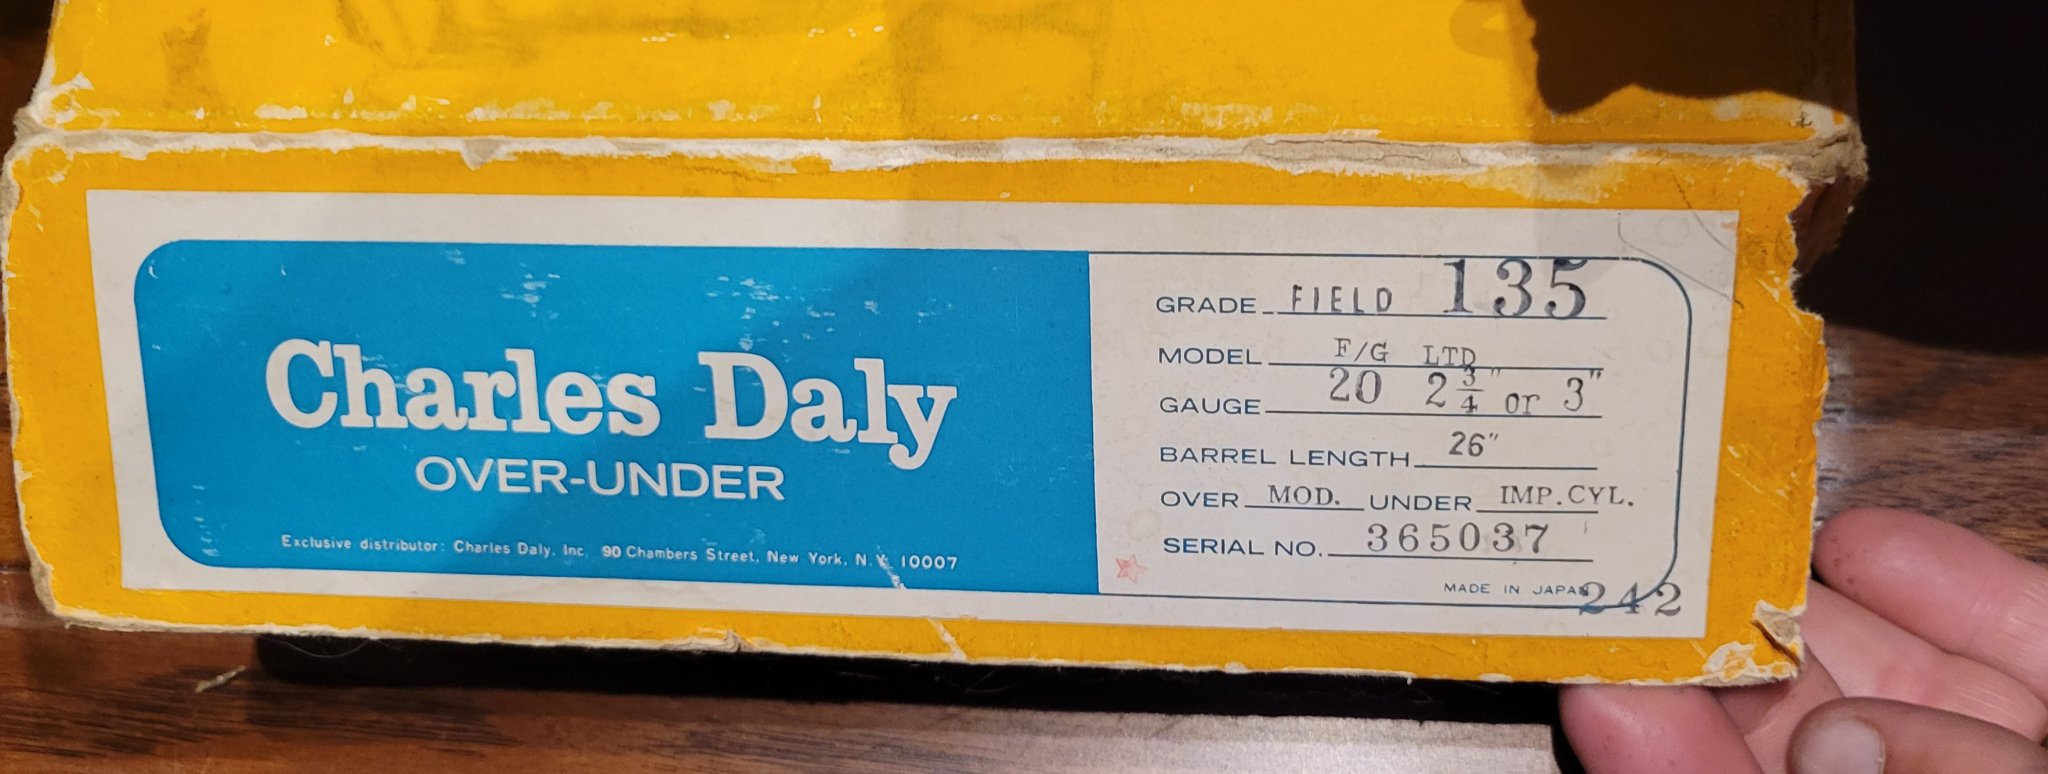 Charles Daly
OVER-UNDER
Exclusive distributor: Charles Daly, Inc. 90 Chambers Street, New York, N.Y. 10007
GRADE FIELD 135
MODEL F/G LTD
GAUGE 20 2 3/4" or 3"
BARREL LENGTH 26"
OVER MOD. UNDER IMP.CYL.
SERIAL NO. 365037
MADE IN JAPAN 242